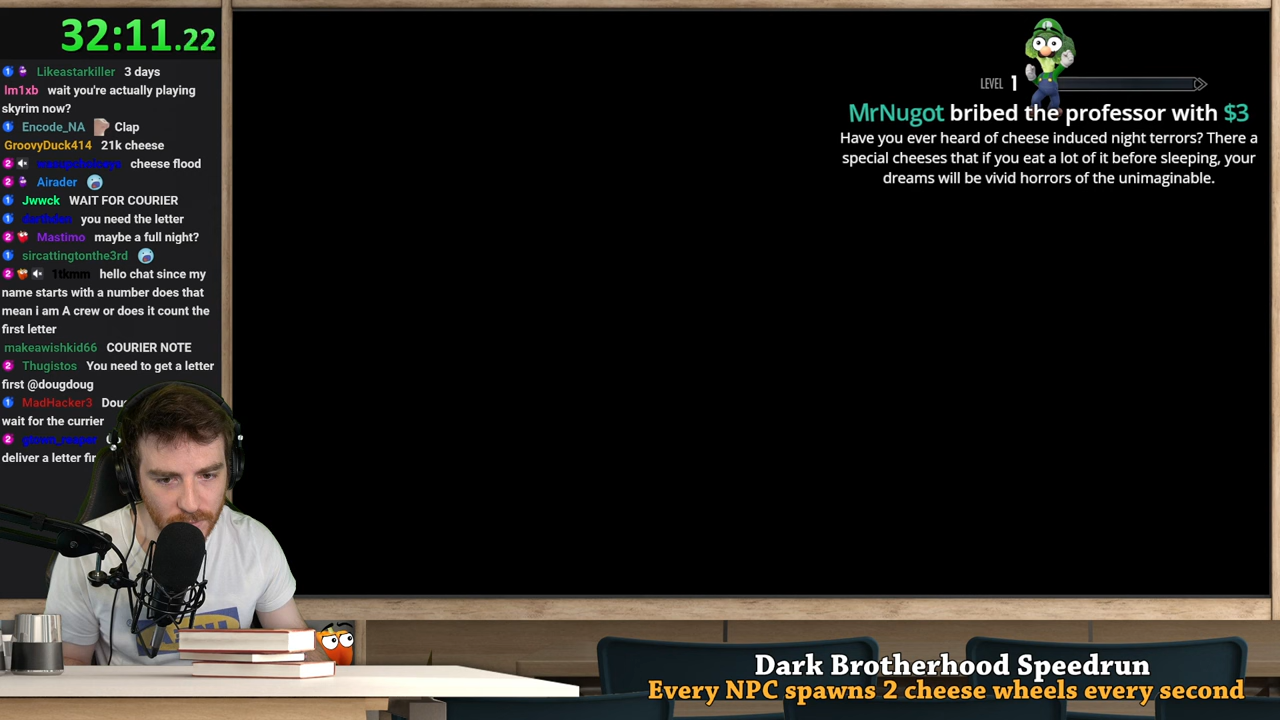 32:11.22
Likeastarkiller 3 days
lm1xb wait you're actually playing
skyrim now?
Encode_NA Clap
GroovyDuck414 21k cheese
cheese flood
Airader
Jwwck WAIT FOR COURIER
you need the letter
Mastimo maybe a full night?
sircattingtonthe3rd
1tkmm hello chat since my
name starts with a number does that
mean i am A crew or does it count the
first letter
makeawishkid66 COURIER NOTE
Thugistos You need to get a letter
first @dougdoug
MadHacker3 Dou
wait for the currier
deliver a letter fir
LEVEL 1
MrNugot bribed the professor with $3
Have you ever heard of cheese induced night terrors? There a
special cheeses that if you eat a lot of it before sleeping, your
dreams will be vivid horrors of the unimaginable.
Dark Brotherhood Speedrun
Every NPC spawns 2 cheese wheels every second